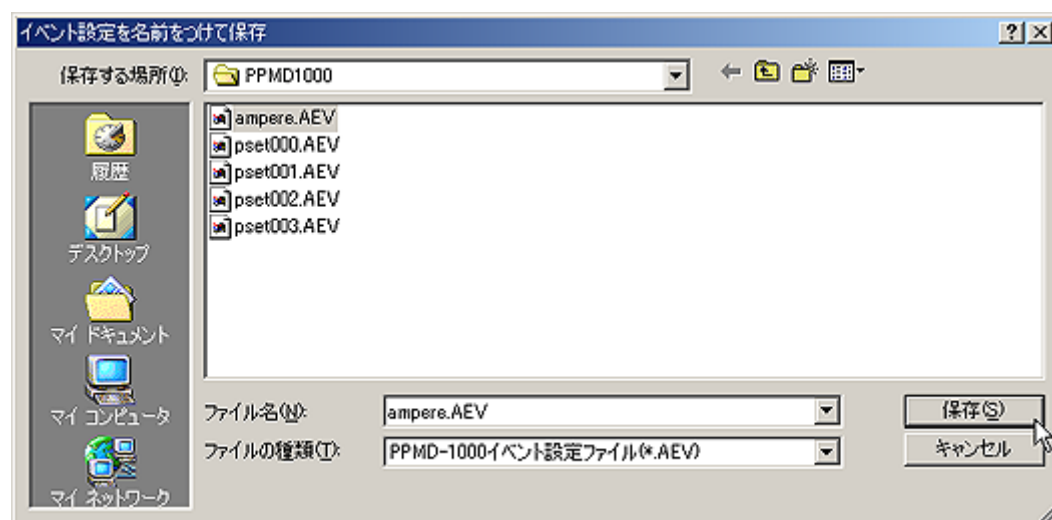 イベント設定を名前をつけて保存
保存する場所(I):
PPMD1000
履歴
デスクトップ
マイ ドキュメント
マイ コンピュータ
マイ ネットワーク
ampere.AEV
pset000.AEV
pset001.AEV
pset002.AEV
pset003.AEV
ファイル名(N):
ampere.AEV
保存(S)
ファイルの種類(T):
PPMD-1000イベント設定ファイル(*.AEV)
キャンセル